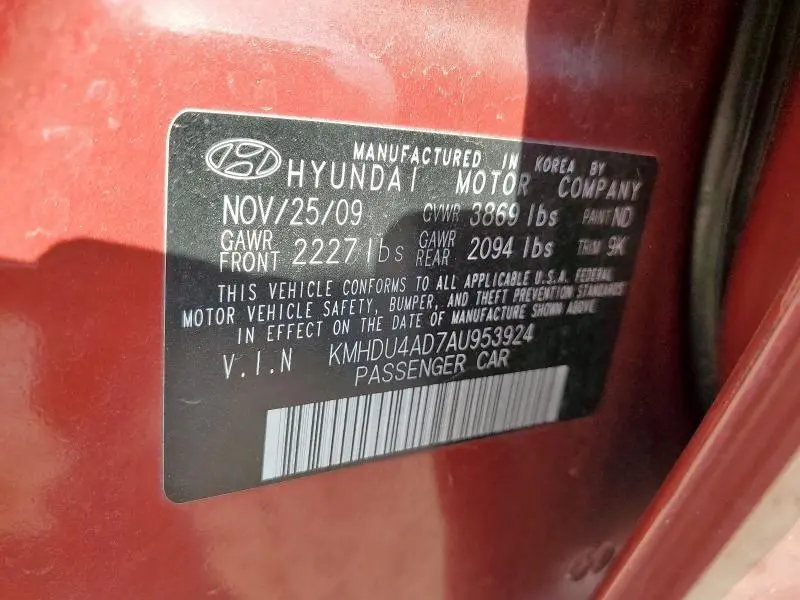 MANUFACTURED IN KOREA BY
HYUNDAI MOTOR COMPANY
NOV/25/09 GVWR 3869 lbs PAINT ND
GAWR FRONT 2227 lbs GAWR REAR 2094 lbs TRIM 9K
THIS VEHICLE CONFORMS TO ALL APPLICABLE U.S.A. FEDERAL
MOTOR VEHICLE SAFETY, BUMPER, AND THEFT PREVENTION STANDARDS
IN EFFECT ON THE DATE OF MANUFACTURE SHOWN ABOVE
V.I.N KMHDU4AD7AU953924
PASSENGER CAR